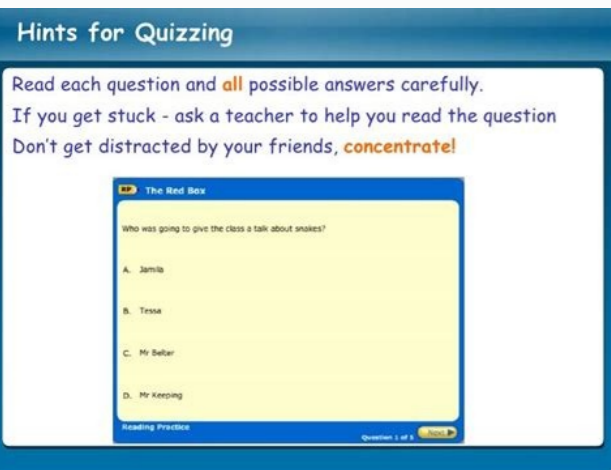 Hints for Quizzing
Read each question and all possible answers carefully.
If you get stuck - ask a teacher to help you read the question
Don't get distracted by your friends, concentrate!
RP The Red Box
Who was going to give the class a talk about snakes?
A. Jamila
B. Tessa
C. Mr Belter
D. Mr Keeping
Reading Practice
Question 1 of 5 Next